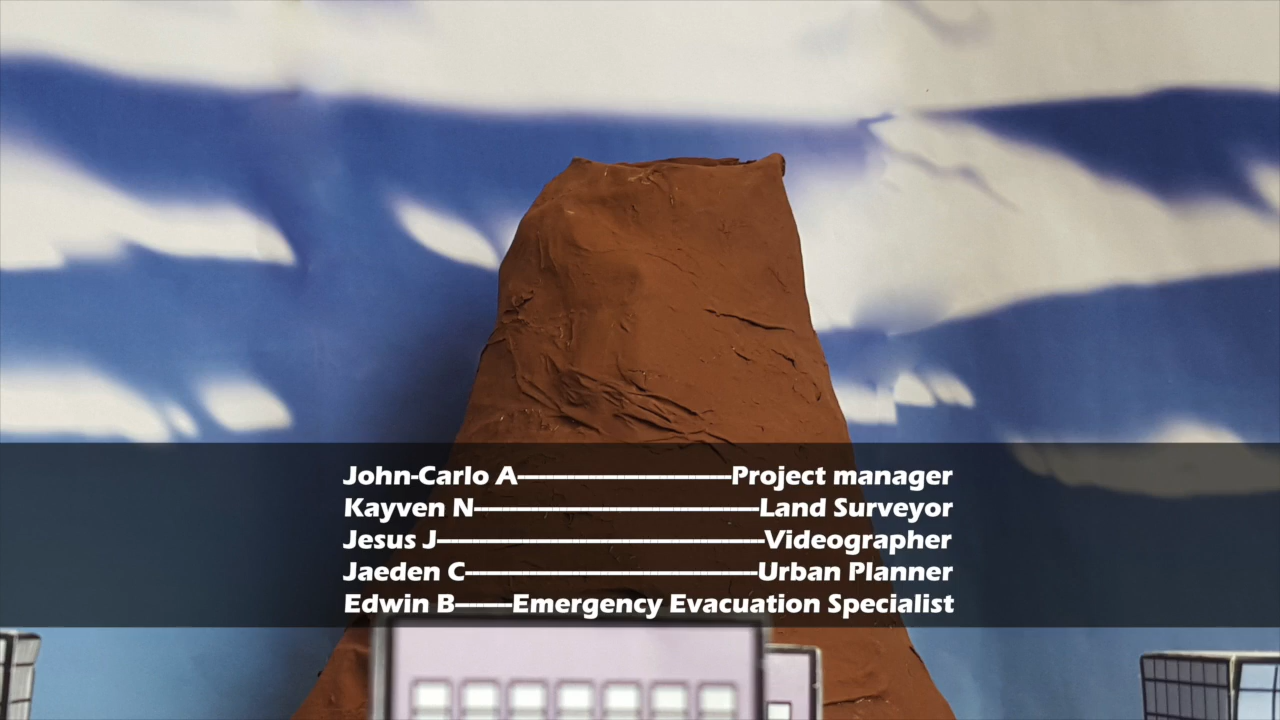 John-Carlo A------------------------------Project manager
Kayven N----------------------------------------Land Surveyor
Jesus J----------------------------------------------Videographer
Jaeden C-----------------------------------------Urban Planner
Edwin B--------Emergency Evacuation Specialist